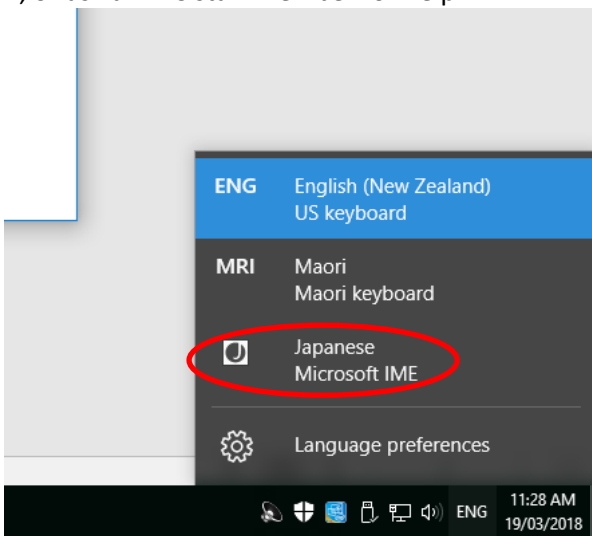 ENG English (New Zealand)
US keyboard
MRI Maori
Maori keyboard
J Japanese
Microsoft IME
Language preferences
ENG 11:28 AM
19/03/2018